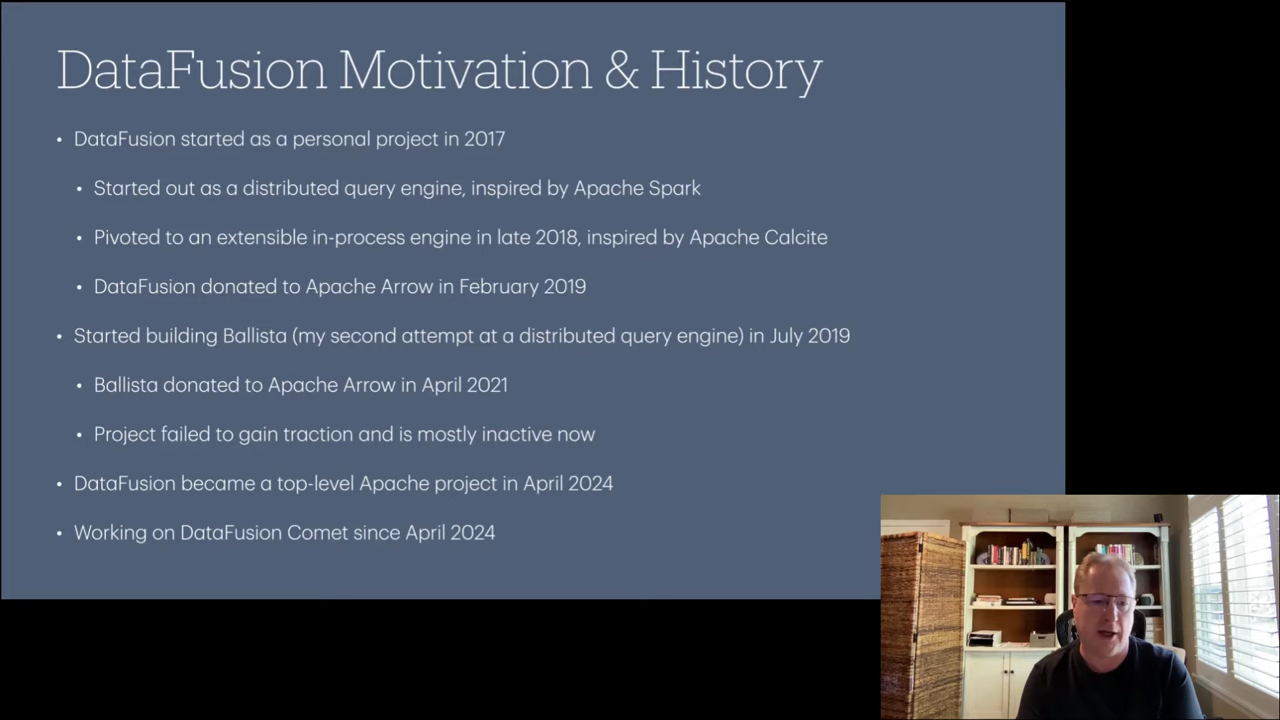 DataFusion Motivation & History
• DataFusion started as a personal project in 2017
• Started out as a distributed query engine, inspired by Apache Spark
• Pivoted to an extensible in-process engine in late 2018, inspired by Apache Calcite
• DataFusion donated to Apache Arrow in February 2019
• Started building Ballista (my second attempt at a distributed query engine) in July 2019
• Ballista donated to Apache Arrow in April 2021
• Project failed to gain traction and is mostly inactive now
• DataFusion became a top-level Apache project in April 2024
• Working on DataFusion Comet since April 2024